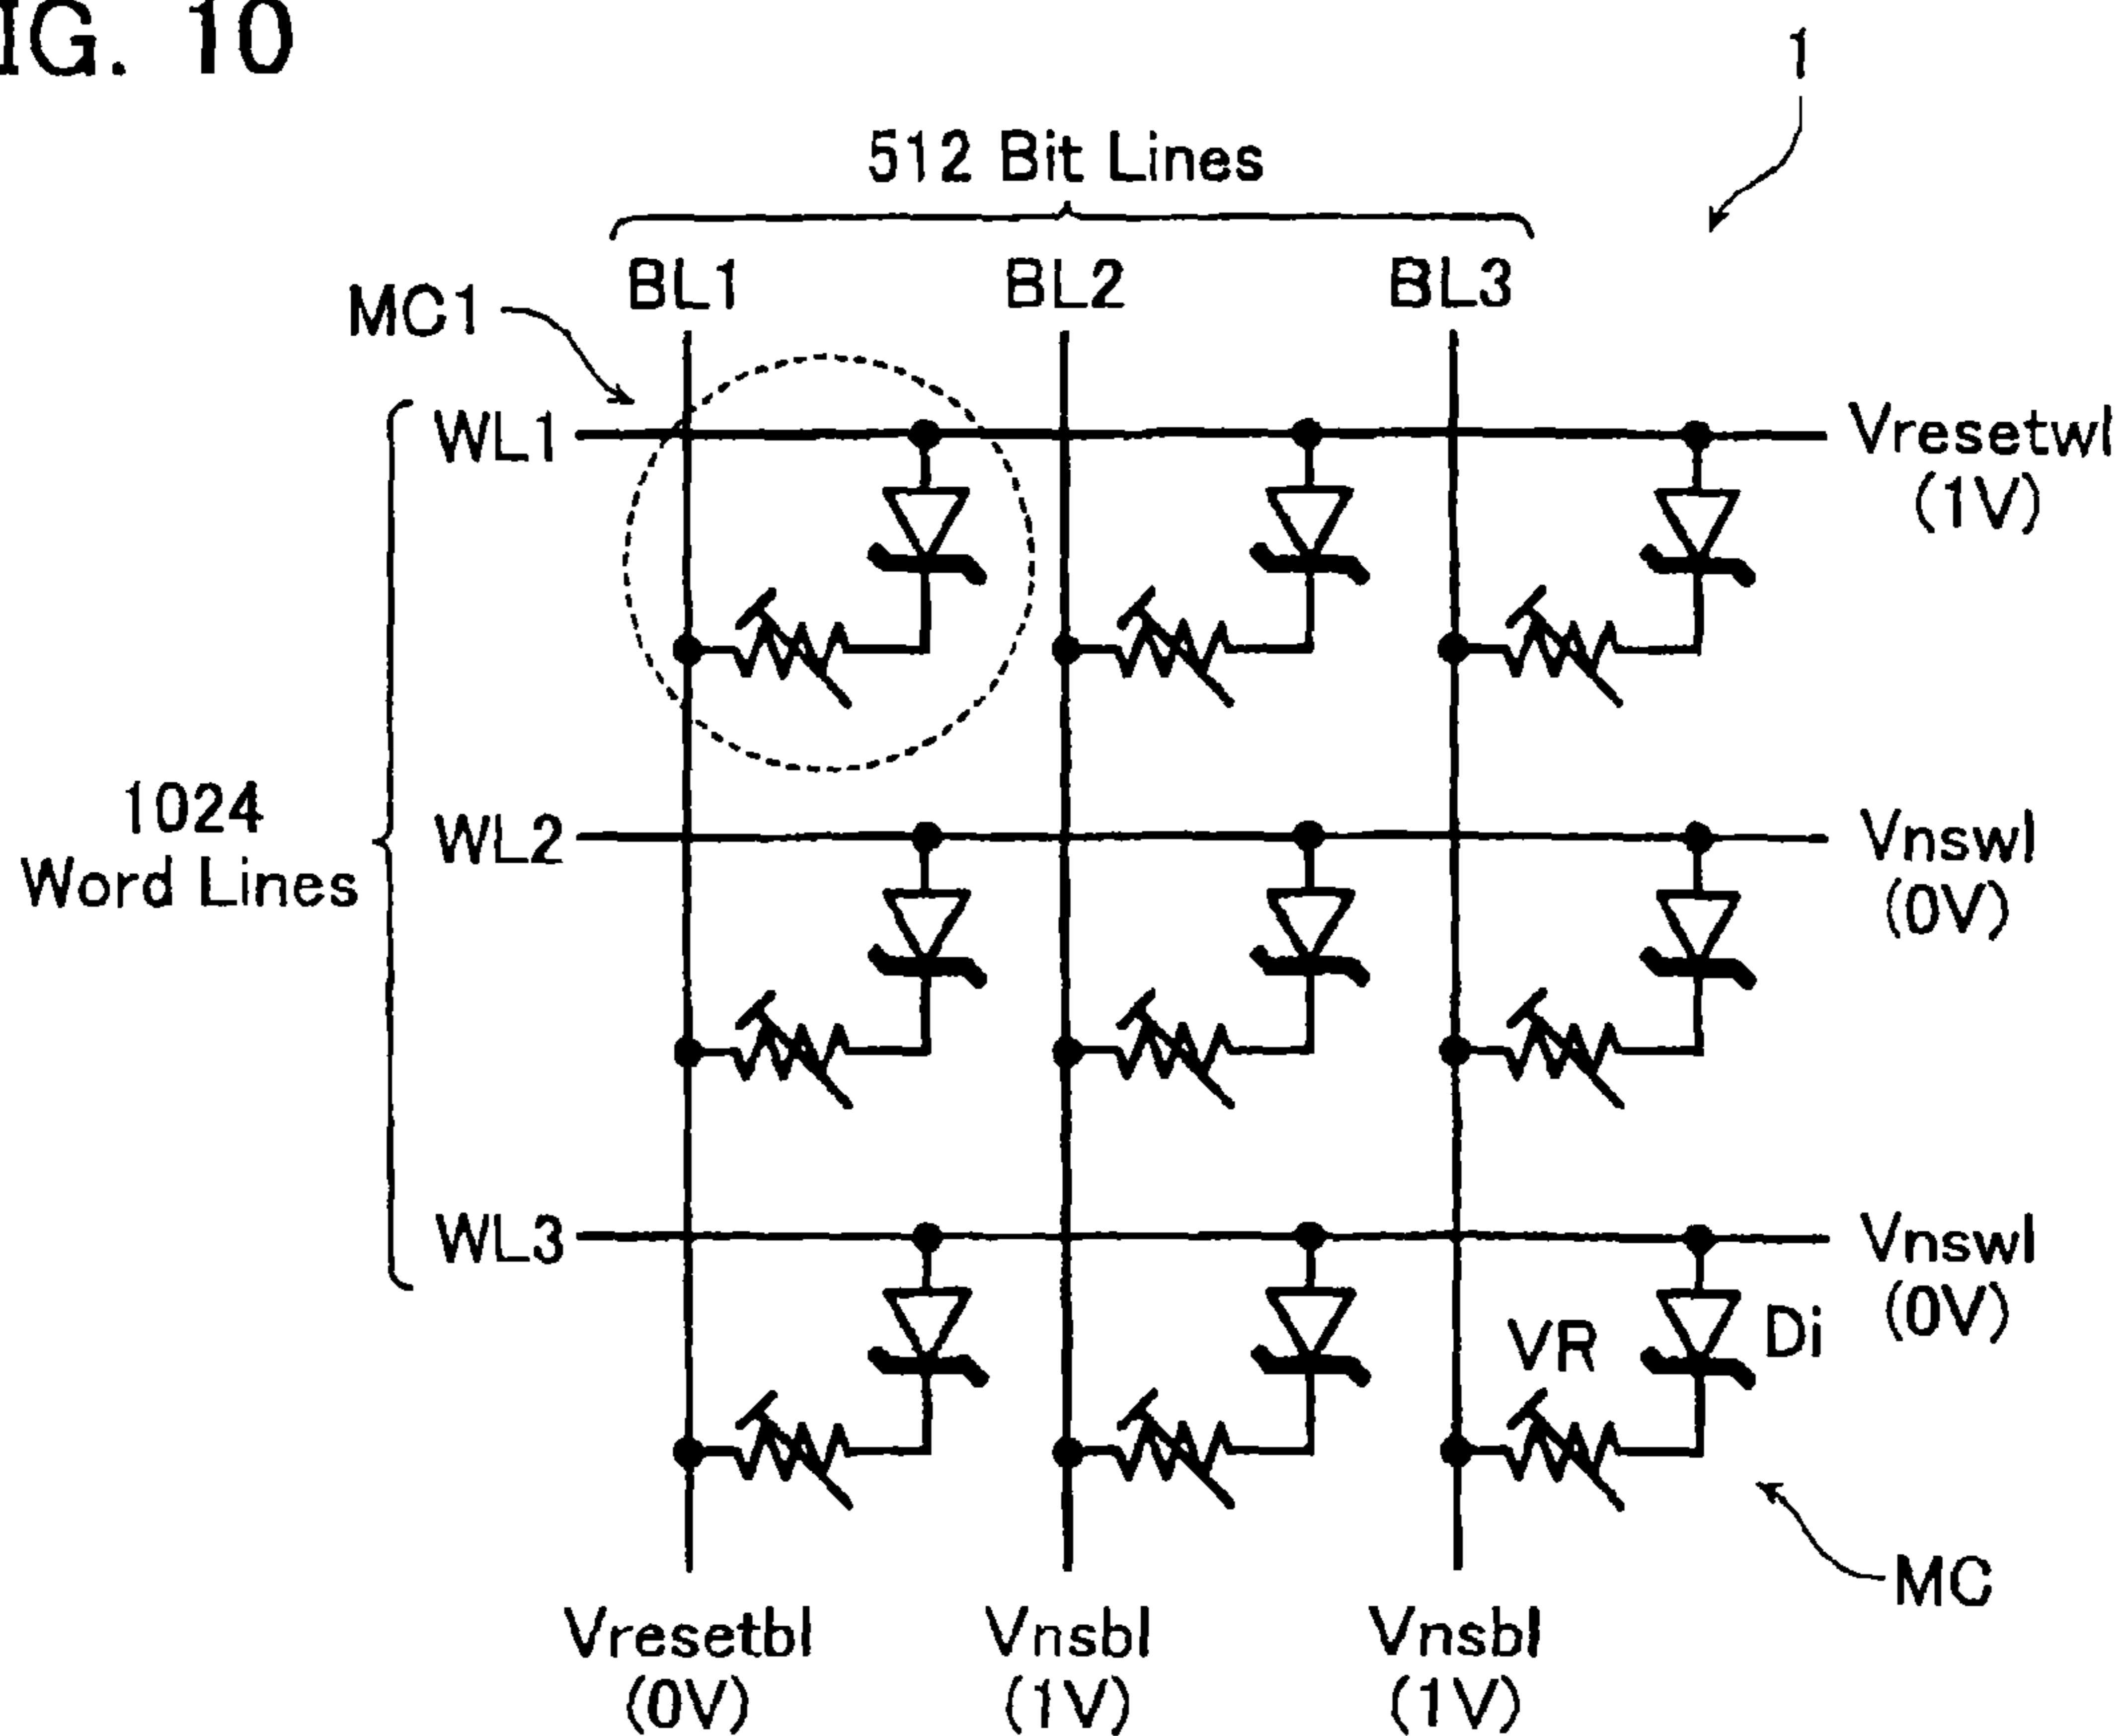 IG. 10
1
512 Bit Lines
BL1 BL2 BL3
MC1
WL1
Vresetwl
(1V)
1024
Word Lines
WL2
Vnswl
(0V)
WL3
Vnswl
(0V)
VR
Di
MC
Vresetbl
(0V)
Vnsbl
(1V)
Vnsbl
(1V)